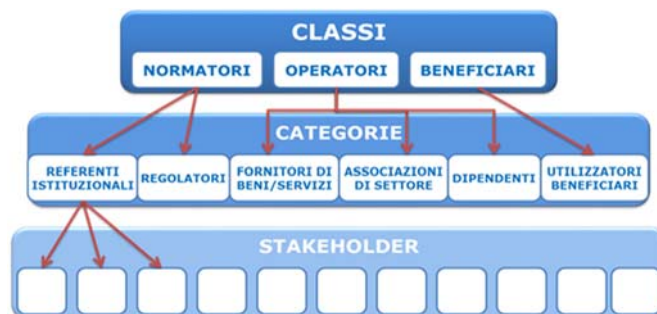 CLASSI
NORMATORI OPERATORI BENEFICIARI
CATEGORIE
REFERENTI
ISTITUZIONALI
REGOLATORI
FORNITORI DI
BENI/SERVIZI
ASSOCIAZIONI
DI SETTORE
DIPENDENTI
UTILIZZATORI
BENEFICIARI
STAKEHOLDER